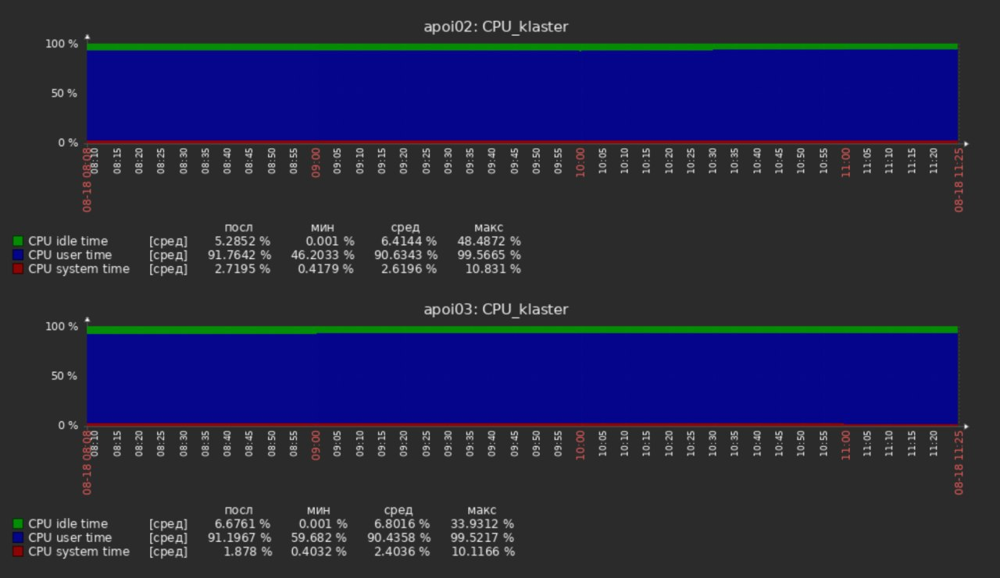 apoi02: CPU_klaster
100 %
50 %
0 %
08-18 08:08 08:10 08:15 08:20 08:25 08:30 08:35 08:40 08:45 08:50 08:55 09:00 09:05 09:10 09:15 09:20 09:25 09:30 09:35 09:40 09:45 09:50 09:55 10:00 10:05 10:10 10:15 10:20 10:25 10:30 10:35 10:40 10:45 10:50 10:55 11:00 11:05 11:10 11:15 11:20 08-18 11:25
посл мин сред макс
CPU idle time [сред] 5.2852 % 0.001 % 6.4144 % 48.4872 %
CPU user time [сред] 91.7642 % 46.2033 % 90.6343 % 99.5665 %
CPU system time [сред] 2.7195 % 0.4179 % 2.6196 % 10.831 %
apoi03: CPU_klaster
100 %
50 %
0 %
08-18 08:08 08:10 08:15 08:20 08:25 08:30 08:35 08:40 08:45 08:50 08:55 09:00 09:05 09:10 09:15 09:20 09:25 09:30 09:35 09:40 09:45 09:50 09:55 10:00 10:05 10:10 10:15 10:20 10:25 10:30 10:35 10:40 10:45 10:50 10:55 11:00 11:05 11:10 11:15 11:20 08-18 11:25
посл мин сред макс
CPU idle time [сред] 6.6761 % 0.001 % 6.8016 % 33.9312 %
CPU user time [сред] 91.1967 % 59.682 % 90.4358 % 99.5217 %
CPU system time [сред] 1.878 % 0.4032 % 2.4036 % 10.1166 %